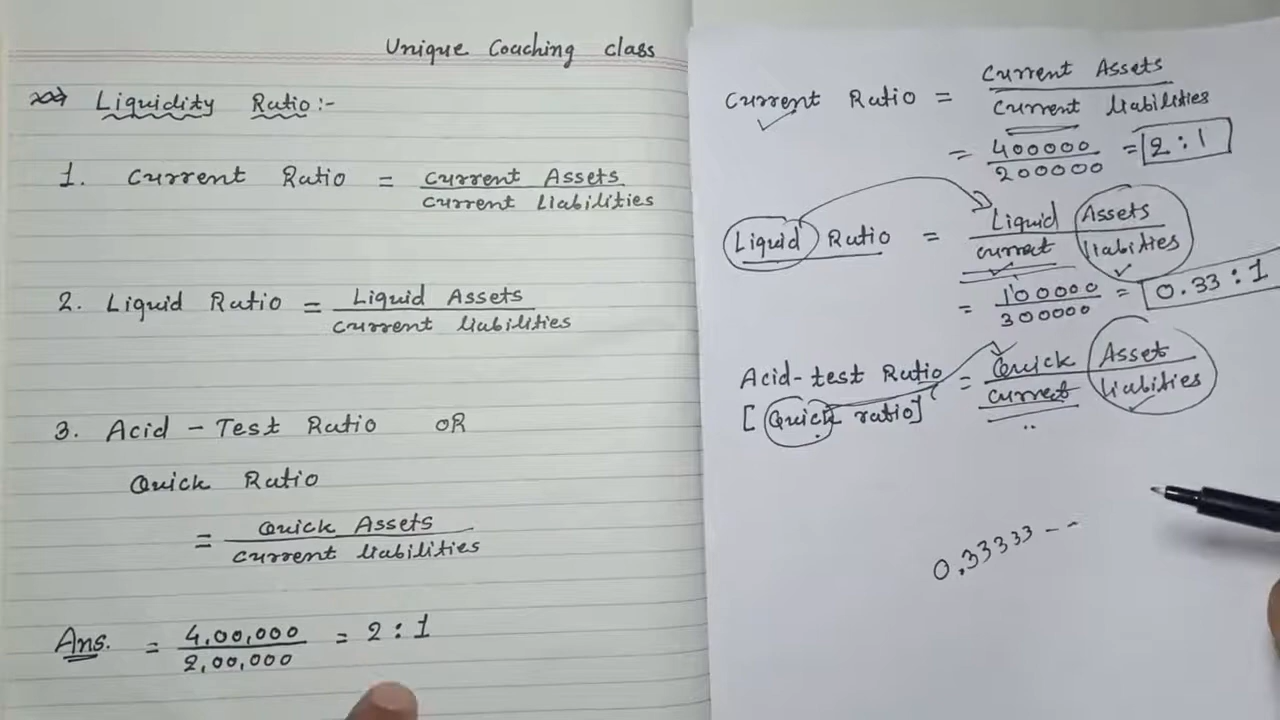 Unique Coaching class
Liquidity Ratio:-
1. Current Ratio = Current Assets
Current liabilities
2. Liquid Ratio = Liquid Assets
Current liabilities
3. Acid - Test Ratio OR
Quick Ratio
= Quick Assets
Current liabilities
Ans. = 4,00,000 = 2 : 1
2,00,000
Current Ratio = Current Assets
Current liabilities
= 400000 = 2 : 1
200000
Liquid Ratio = Liquid Assets
current liabities
= 100000 = 0.33 : 1
300000
Acid-test Ratio = Quick Asset
[Quick ratio] current liabities
0.33333 - -